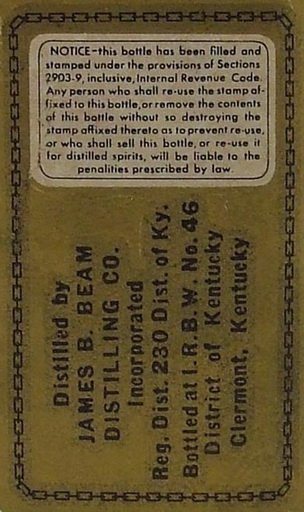 NOTICE-this bottle has been filled and
stamped under the provisions of Sections
2903-9, inclusive, Internal Revenue Code.
Any person who shall re-use the stamp af-
fixed to this bottle, or remove the contents
of this bottle without so destroying the
stamp affixed thereto as to prevent re-use,
or who shall sell this bottle, or re-use it
for distilled spirits, will be liable to the
penalities prescribed by law.
Distilled by
JAMES B. BEAM
DISTILLING CO.
Incorporated
Reg. Dist. 230 Dist. of Ky.
Bottled at I.R.B.W. No. 46
District of Kentucky
Clermont, Kentucky